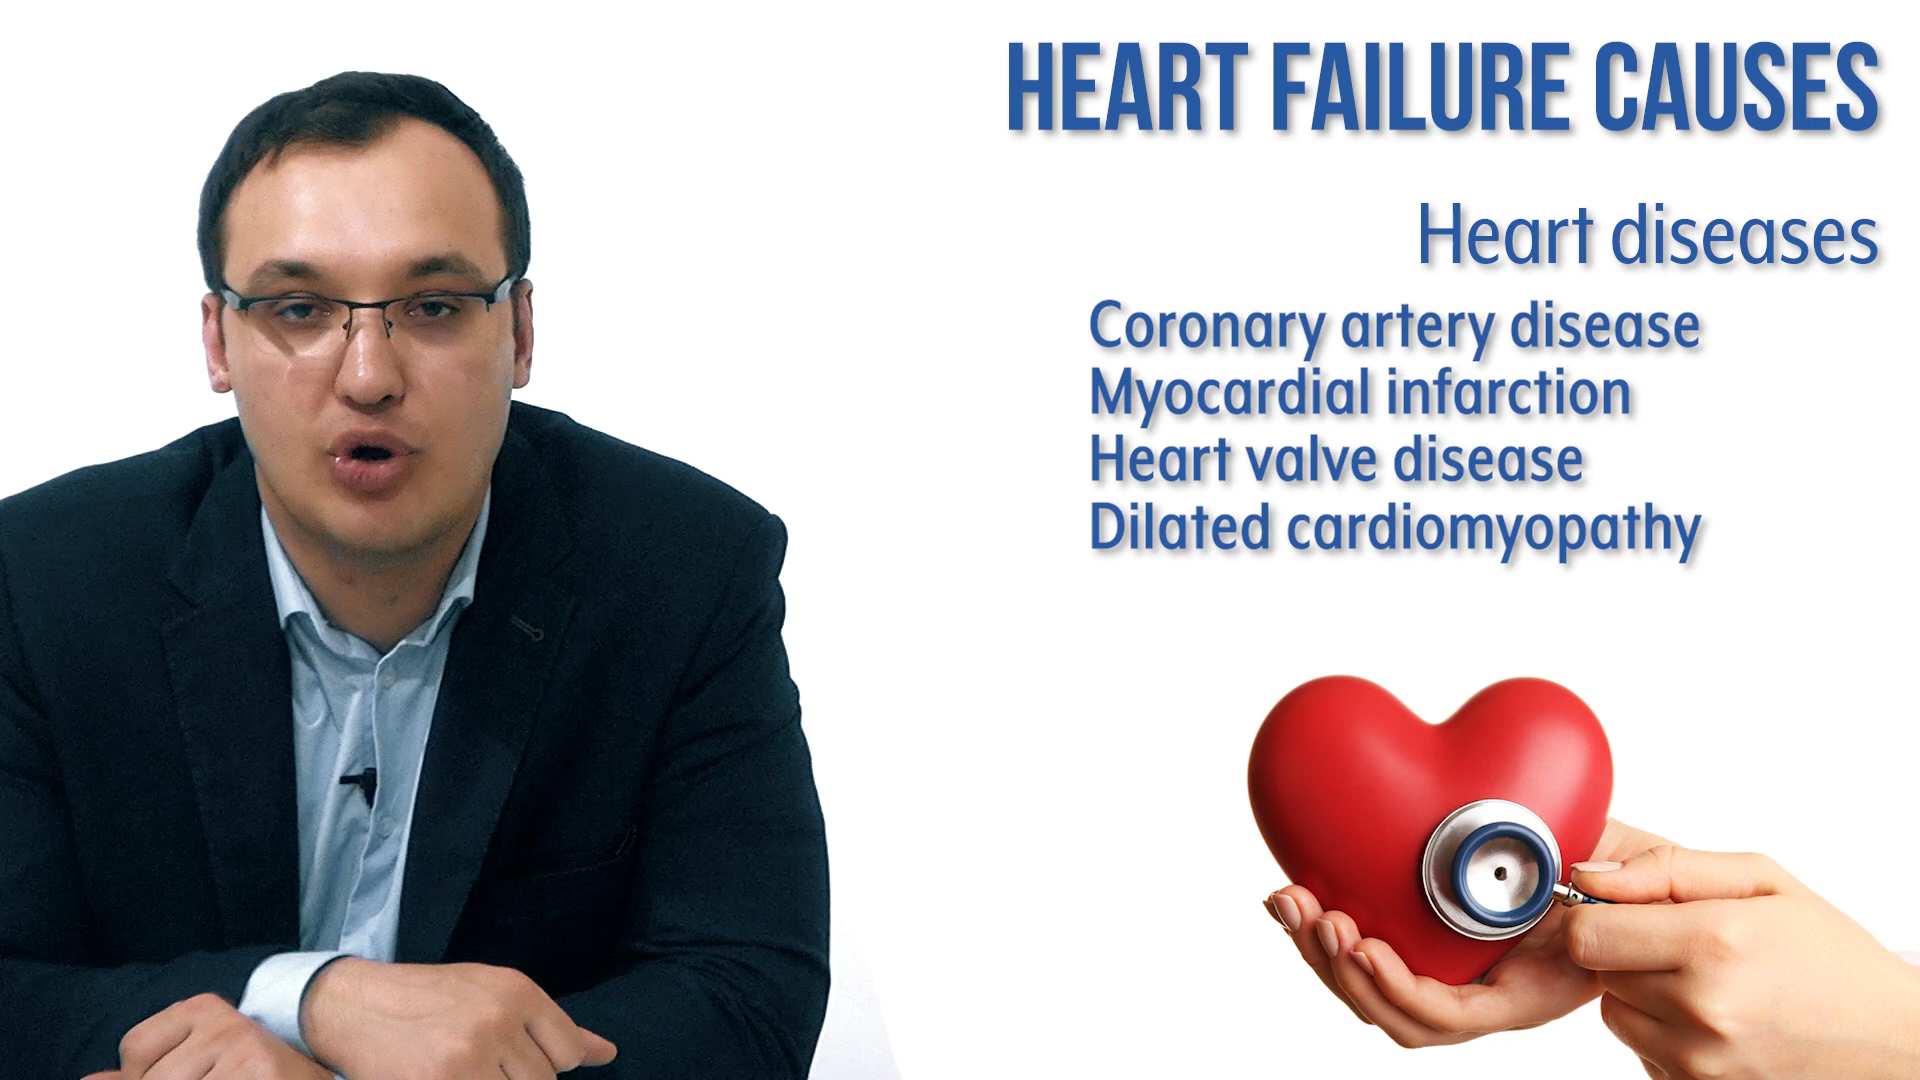 HEART FAILURE CAUSES
Heart diseases
Coronary artery disease
Myocardial infarction
Heart valve disease
Dilated cardiomyopathy